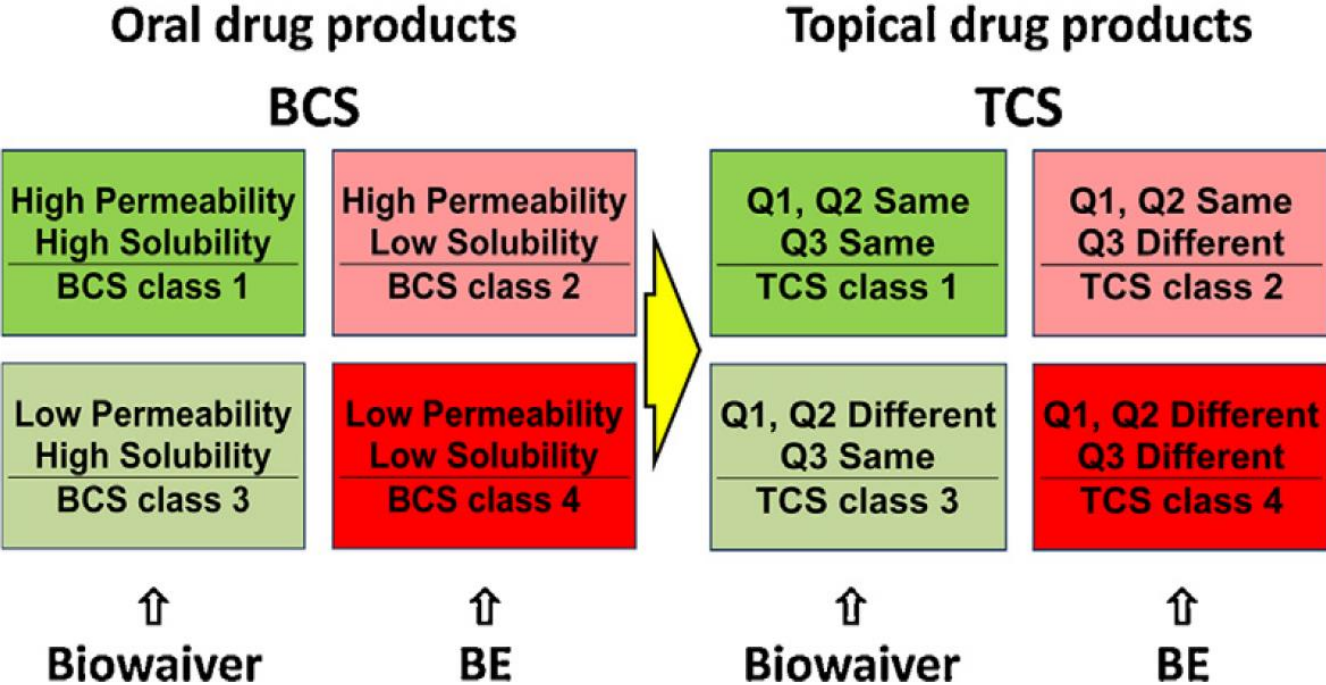 Oral drug products
BCS
High Permeability
High Solubility
BCS class 1
High Permeability
Low Solubility
BCS class 2
Low Permeability
High Solubility
BCS class 3
Low Permeability
Low Solubility
BCS class 4
Biowaiver
BE
Topical drug products
TCS
Q1, Q2 Same
Q3 Same
TCS class 1
Q1, Q2 Same
Q3 Different
TCS class 2
Q1, Q2 Different
Q3 Same
TCS class 3
Q1, Q2 Different
Q3 Different
TCS class 4
Biowaiver
BE